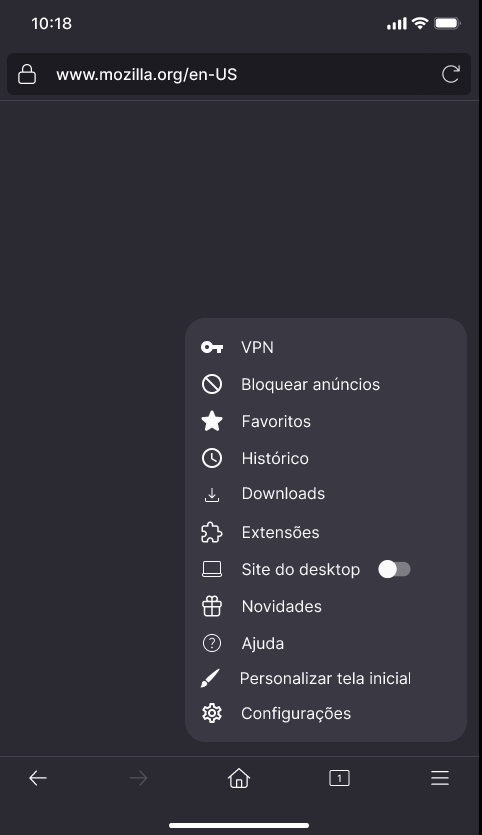 10:18
www.mozilla.org/en-US
VPN
Bloquear anúncios
Favoritos
Histórico
Downloads
Extensões
Site do desktop
Novidades
Ajuda
Personalizar tela inicial
Configurações
1